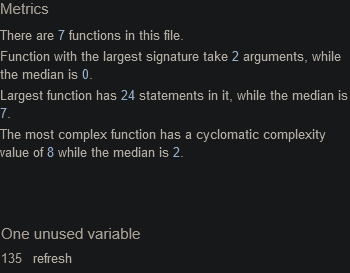 Metrics
There are 7 functions in this file.
Function with the largest signature take 2 arguments, while
the median is 0.
Largest function has 24 statements in it, while the median is
7.
The most complex function has a cyclomatic complexity
value of 8 while the median is 2.
One unused variable
135 refresh